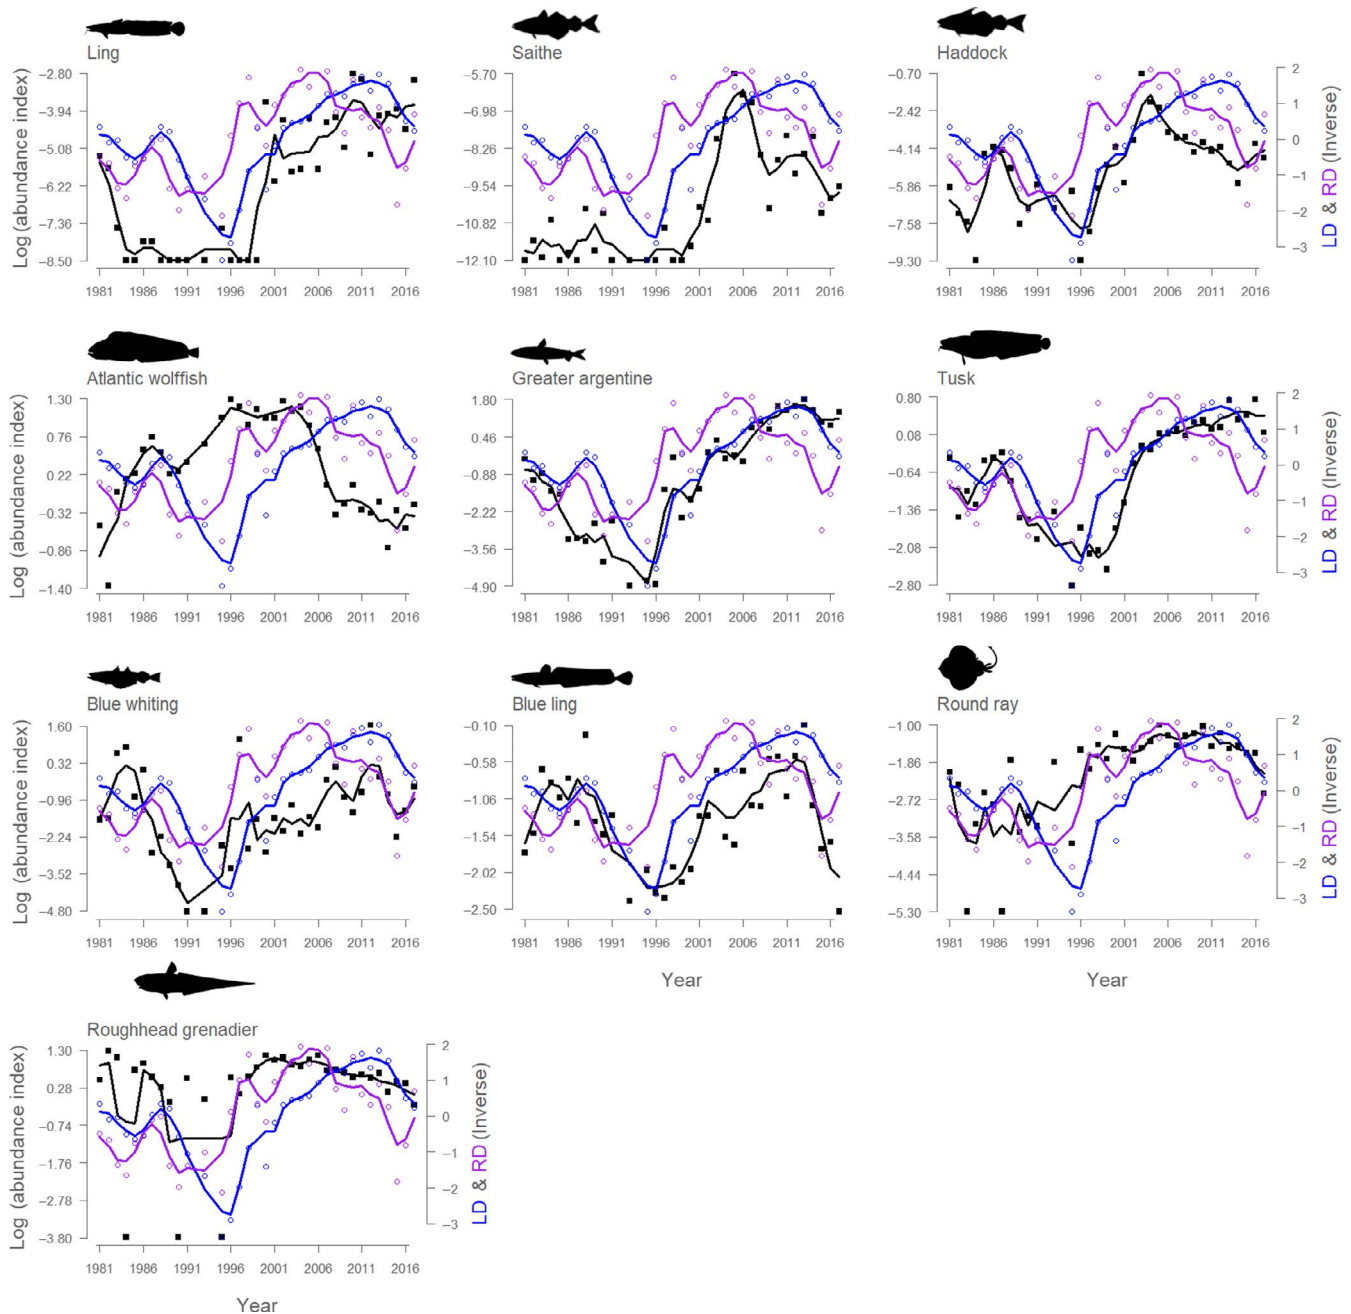 Ling
Saithe
Haddock
Log (abundance index)
−2.80
−3.94
−5.08
−6.22
−7.36
−8.50
1981 1986 1991 1996 2001 2006 2011 2016
−5.70
−6.98
−8.26
−9.54
−10.82
−12.10
1981 1986 1991 1996 2001 2006 2011 2016
−0.70
−2.42
−4.14
−5.86
−7.58
−9.30
1981 1986 1991 1996 2001 2006 2011 2016
2
1
0
−1
−2
−3
LD & RD (Inverse)
Atlantic wolffish
Greater argentine
Tusk
Log (abundance index)
1.30
0.76
0.22
−0.32
−0.86
−1.40
1981 1986 1991 1996 2001 2006 2011 2016
1.80
0.46
−0.88
−2.22
−3.56
−4.90
1981 1986 1991 1996 2001 2006 2011 2016
0.80
0.08
−0.64
−1.36
−2.08
−2.80
1981 1986 1991 1996 2001 2006 2011 2016
2
1
0
−1
−2
−3
LD & RD (Inverse)
Blue whiting
Blue ling
Round ray
Log (abundance index)
1.60
0.32
−0.96
−2.24
−3.52
−4.80
1981 1986 1991 1996 2001 2006 2011 2016
−0.10
−0.58
−1.06
−1.54
−2.02
−2.50
1981 1986 1991 1996 2001 2006 2011 2016
Year
−1.00
−1.86
−2.72
−3.58
−4.44
−5.30
1981 1986 1991 1996 2001 2006 2011 2016
Year
2
1
0
−1
−2
−3
LD & RD (Inverse)
Roughhead grenadier
Log (abundance index)
1.30
0.28
−0.74
−1.76
−2.78
−3.80
1981 1986 1991 1996 2001 2006 2011 2016
Year
2
1
0
−1
−2
−3
LD & RD (Inverse)